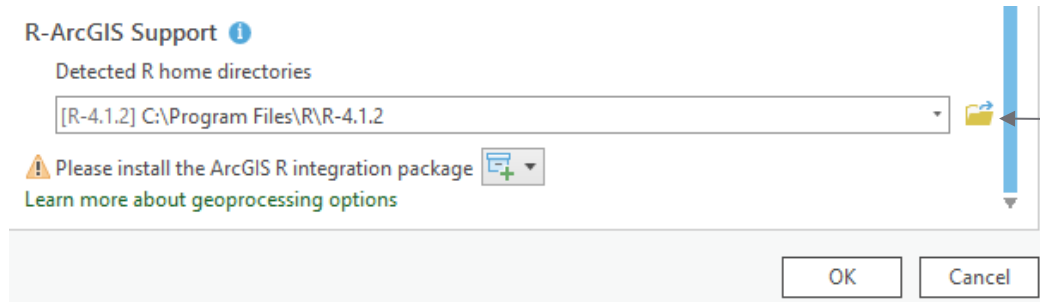 R-ArcGIS Support
Detected R home directories
[R-4.1.2] C:\Program Files\R\R-4.1.2
Please install the ArcGIS R integration package
Learn more about geoprocessing options
OK Cancel